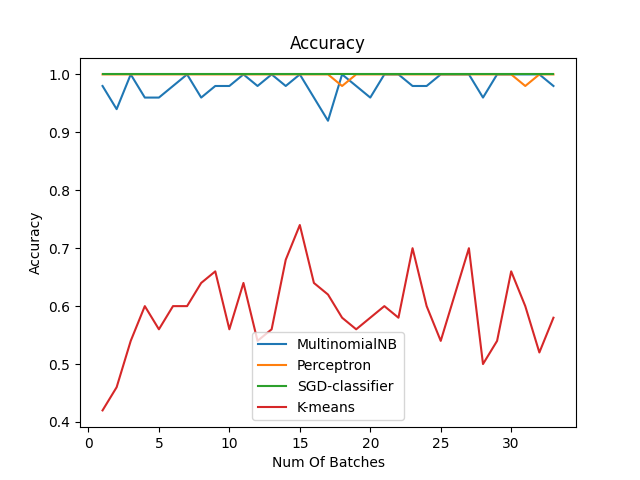 Accuracy
1.0
0.9
0.8
0.7
0.6
0.5
0.4
Accuracy
MultinomialNB
Perceptron
SGD-classifier
K-means
0 5 10 15 20 25 30
Num Of Batches